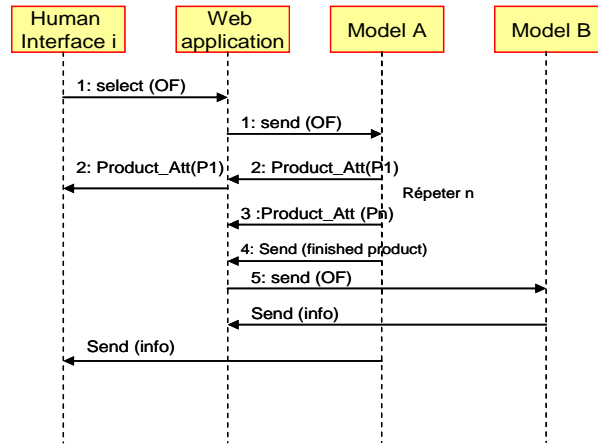 Human
Interface i
Web
application
Model A
Model B
1: select (OF)
1: send (OF)
2: Product_Att(P1)
2: Product_Att(P1)
Répeter n
3 :Product_Att (Pn)
4: Send (finished product)
5: send (OF)
Send (info)
Send (info)